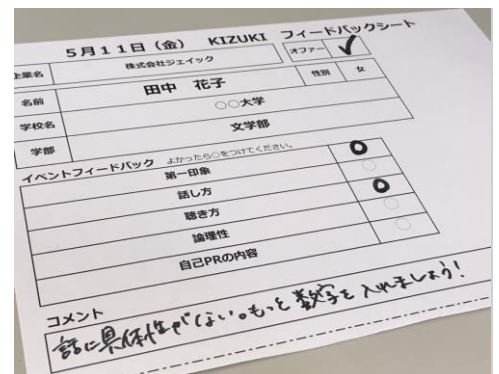 5月11日（金） KIZUKI フィードバックシート
オファー ✓
企業名 株式会社ジェイック
名前 田中 花子 性別 女
学校名 ○○大学
学部 文学部
イベントフィードバック よかったら○をつけてください。
第一印象 ○
話し方 ○
聴き方 ○
論理性 ○
自己PRの内容 ○
コメント
話に具体性がない。もっと数字を入れましょう!